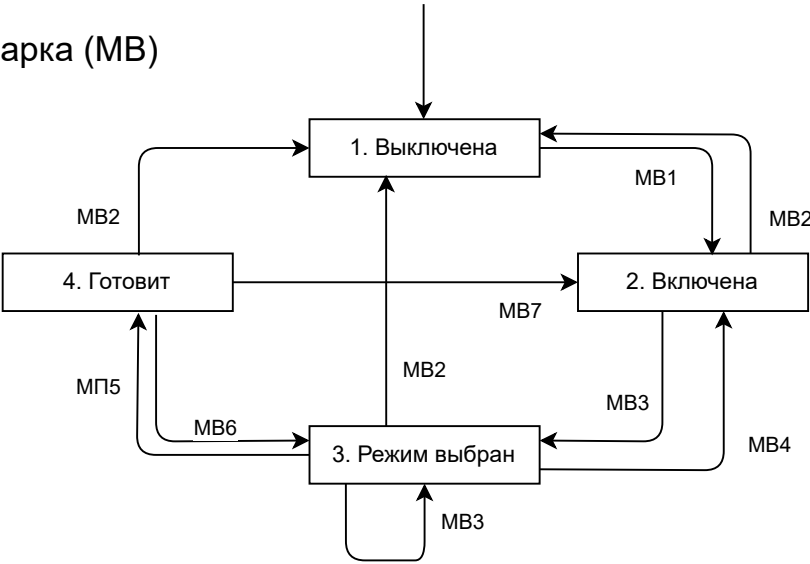 арка (МВ)
1. Выключена
МВ1
МВ2
МВ2
4. Готовит
2. Включена
МВ7
МП5
МВ2
МВ3
МВ6
3. Режим выбран
МВ4
МВ3